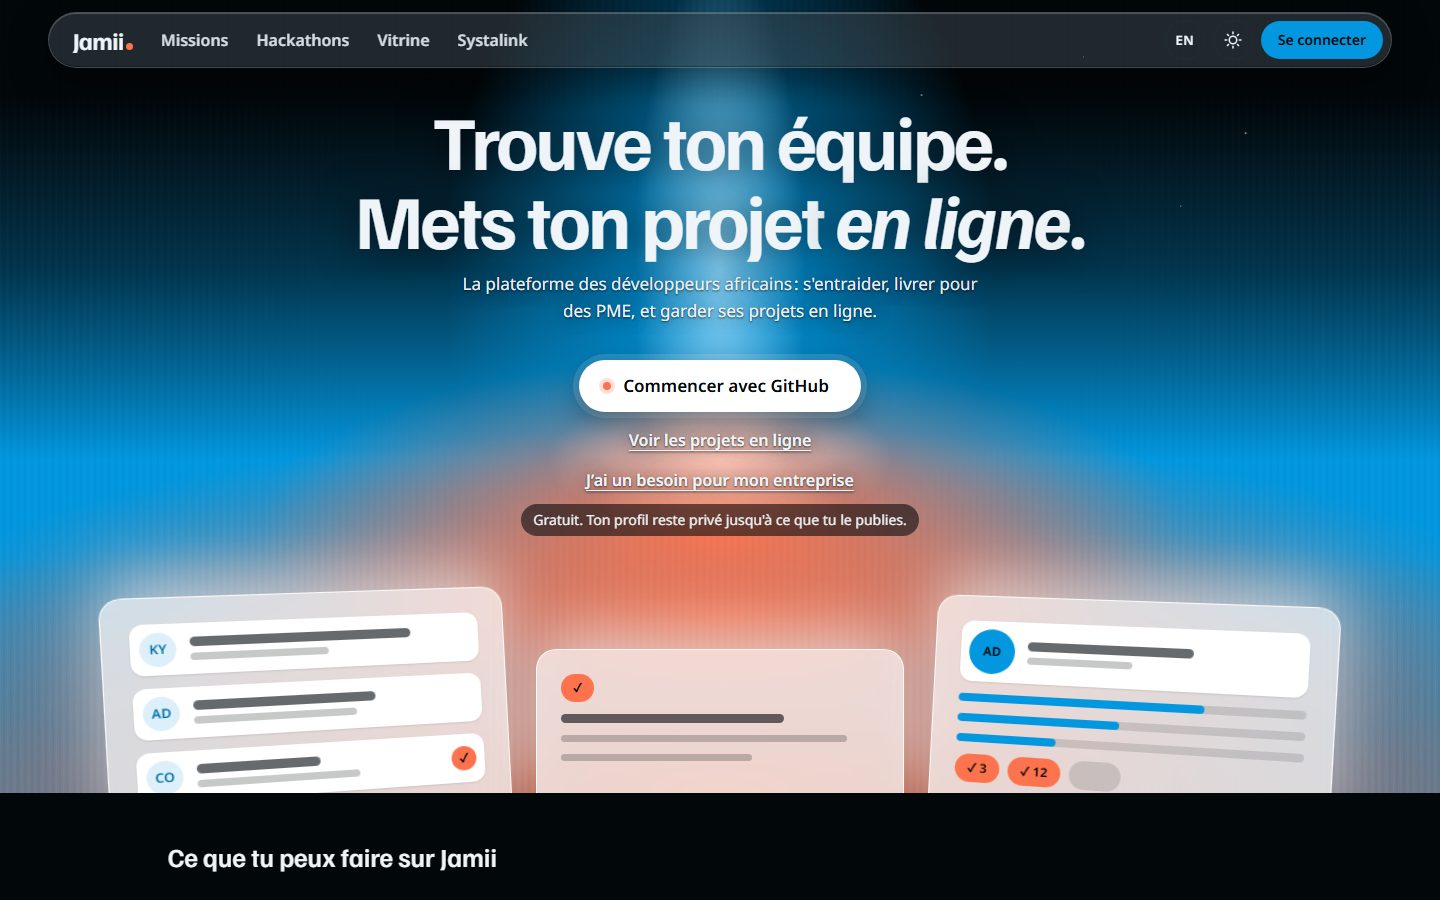 Jamii.
Missions
Hackathons
Vitrine
Systalink
EN
Se connecter
Trouve ton équipe.
Mets ton projet en ligne.
La plateforme des développeurs africains : s'entraider, livrer pour
des PME, et garder ses projets en ligne.
Commencer avec GitHub
Voir les projets en ligne
J'ai un besoin pour mon entreprise
Gratuit. Ton profil reste privé jusqu'à ce que tu le publies.
KY
AD
CO
✓
✓
AD
✓ 3
✓ 12
Ce que tu peux faire sur Jamii